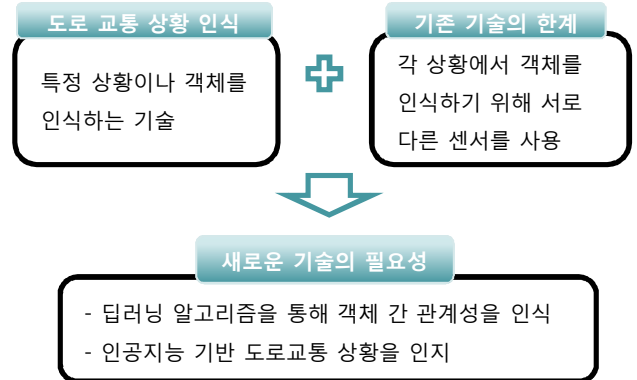 도로 교통 상황 인식
특정 상황이나 객체를
인식하는 기술
기존 기술의 한계
각 상황에서 객체를
인식하기 위해 서로
다른 센서를 사용
새로운 기술의 필요성
- 딥러닝 알고리즘을 통해 객체 간 관계성을 인식
- 인공지능 기반 도로교통 상황을 인지